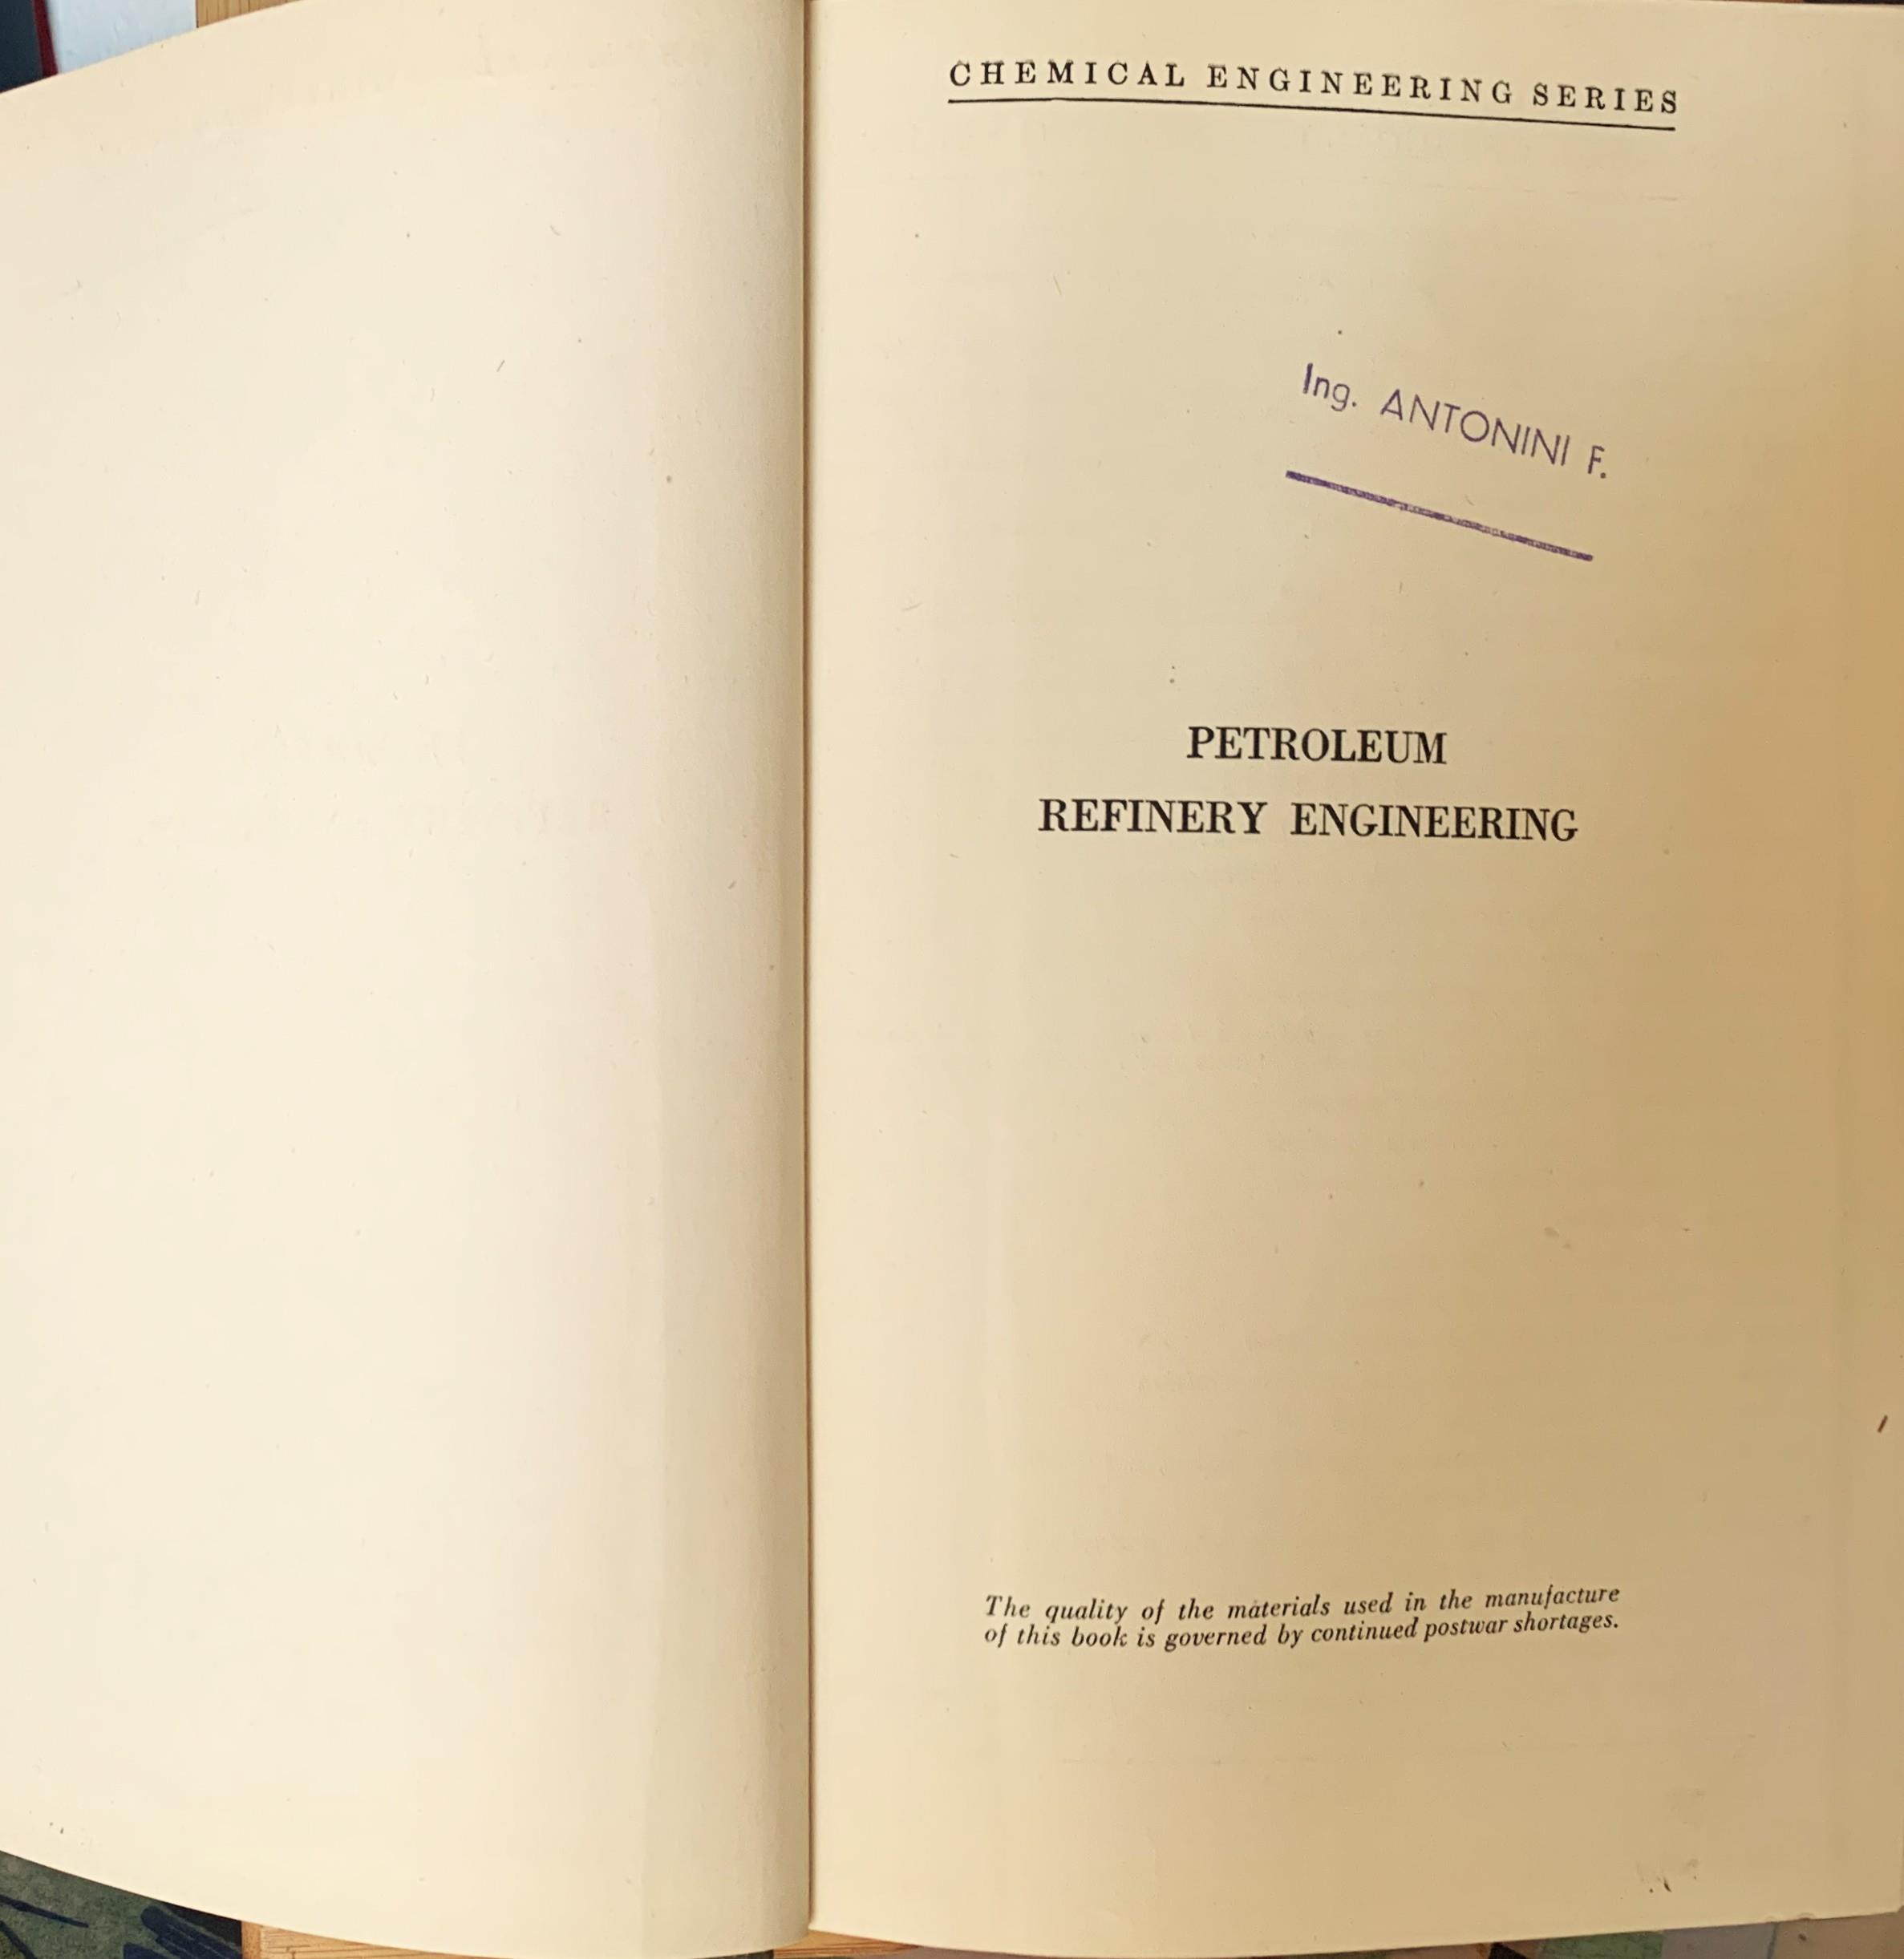 CHEMICAL ENGINEERING SERIES
Ing. ANTONINI F.
PETROLEUM
REFINERY ENGINEERING
The quality of the materials used in the manufacture
of this book is governed by continued postwar shortages.